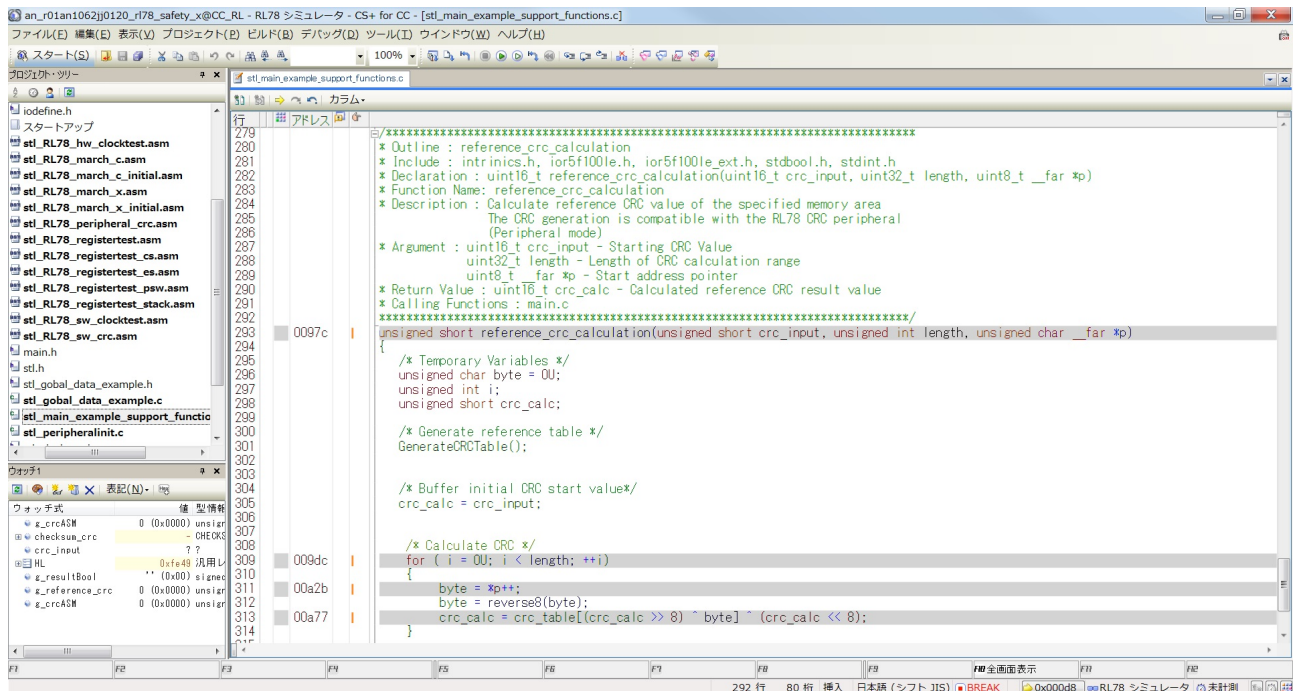 an_r01an1062jj0120_rl78_safety_x@CC_RL - RL78 シミュレータ - CS+ for CC - [stl_main_example_support_functions.c]
ファイル(F) 編集(E) 表示(V) プロジェクト(P) ビルド(B) デバッグ(D) ツール(T) ウインドウ(W) ヘルプ(H)
スタート(S) 100%
プロジェクト・ツリー
stl_main_example_support_functions.c
カラム
行 アドレス
iodefine.h
スタートアップ
stl_RL78_hw_clocktest.asm
stl_RL78_march_c.asm
stl_RL78_march_c_initial.asm
stl_RL78_march_x.asm
stl_RL78_march_x_initial.asm
stl_RL78_peripheral_crc.asm
stl_RL78_registertest.asm
stl_RL78_registertest_cs.asm
stl_RL78_registertest_es.asm
stl_RL78_registertest_psw.asm
stl_RL78_registertest_stack.asm
stl_RL78_sw_clocktest.asm
stl_RL78_sw_crc.asm
main.h
stl.h
stl_gobal_data_example.h
stl_gobal_data_example.c
stl_main_example_support_functio
stl_peripheralinit.c
ウォッチ1
表記(N)
ウォッチ式 値 型情報
g_crcASM 0 (0x0000) unsigr
checksum_crc - CHECKS
crc_input ? ?
HL 0xfe48 汎用レ
g_resultBool '' (0x00) signed
g_reference_crc 0 (0x0000) unsigr
g_crcASM 0 (0x0000) unsigr
279 /******************************************************************************
280 * Outline : reference_crc_calculation
281 * Include : intrinics.h, ior5f100le.h, ior5f100le_ext.h, stdbool.h, stdint.h
282 * Declaration : uint16_t reference_crc_calculation(uint16_t crc_input, uint32_t length, uint8_t __far *p)
283 * Function Name: reference_crc_calculation
284 * Description : Calculate reference CRC value of the specified memory area
285 The CRC generation is compatible with the RL78 CRC peripheral
286 (Peripheral mode)
287 * Argument : uint16_t crc_input - Starting CRC Value
288 uint32_t length - Length of CRC calculation range
289 uint8_t __far *p - Start address pointer
290 * Return Value : uint16_t crc_calc - Calculated reference CRC result value
291 * Calling Functions : main.c
292 ******************************************************************************/
293 0097c unsigned short reference_crc_calculation(unsigned short crc_input, unsigned int length, unsigned char __far *p)
294 {
295 /* Temporary Variables */
296 unsigned char byte = 0U;
297 unsigned int i;
298 unsigned short crc_calc;
299
300 /* Generate reference table */
301 GenerateCRCTable();
302
303
304 /* Buffer initial CRC start value*/
305 crc_calc = crc_input;
306
307
308 /* Calculate CRC */
309 009dc for ( i = 0U; i < length; ++i)
310 {
311 00a2b byte = *p++;
312 byte = reverse8(byte);
313 00a77 crc_calc = crc_table[(crc_calc >> 8) ^ byte] ^ (crc_calc << 8);
314 }
F1 F2 F3 F4 F5 F6 F7 F8 F9 F10 全画面表示 F11 F12
292 行 80 桁 挿入 日本語 (シフト JIS) BREAK 0x000d8 RL78 シミュレータ 未計測